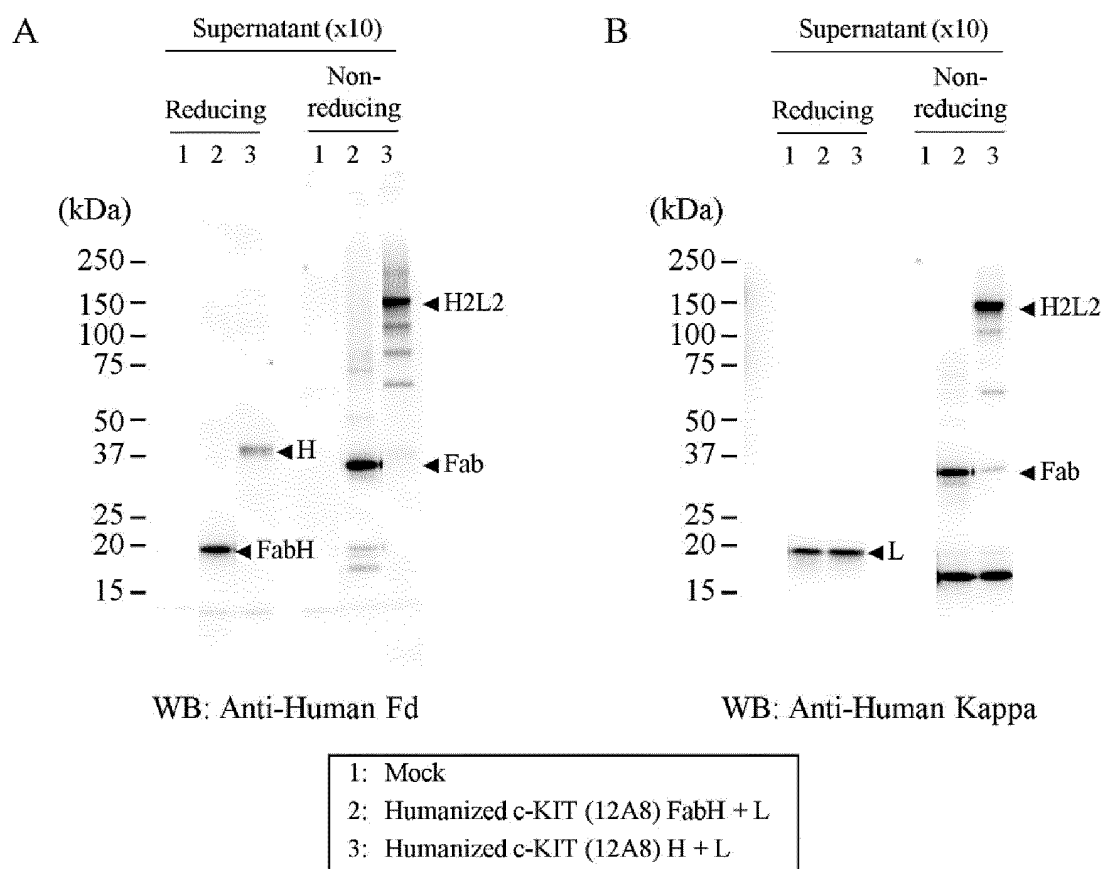 A
Supernatant (x10)
Reducing
Non-
reducing
1 2 3 1 2 3
(kDa)
250
150
100
75
50
37
25
20
15
H2L2
H
Fab
FabH
WB: Anti-Human Fd
B
Supernatant (x10)
Reducing
Non-
reducing
1 2 3 1 2 3
(kDa)
250
150
100
75
50
37
25
20
15
H2L2
Fab
L
WB: Anti-Human Kappa
1: Mock
2: Humanized c-KIT (12A8) FabH + L
3: Humanized c-KIT (12A8) H + L